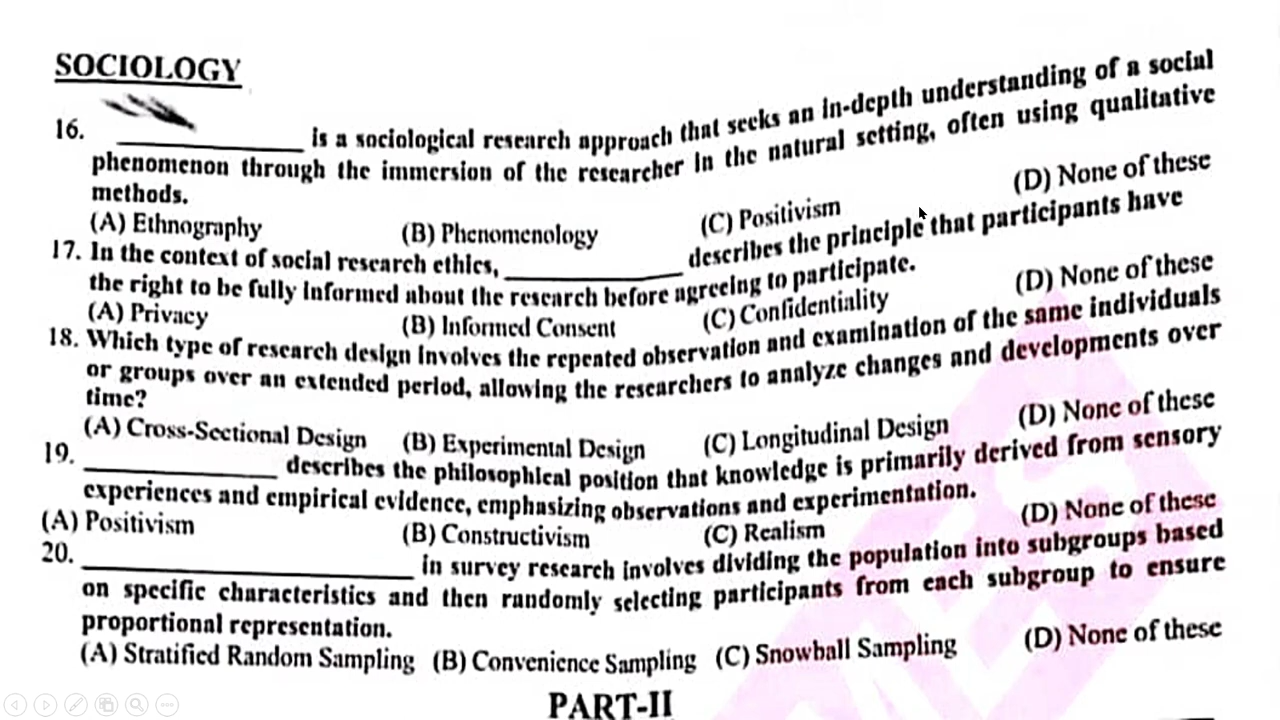 SOCIOLOGY
16. ____________ is a sociological research approach that seeks an in-depth understanding of a social
phenomenon through the immersion of the researcher in the natural setting, often using qualitative
methods.
(A) Ethnography (B) Phenomenology (C) Positivism (D) None of these
17. In the context of social research ethics, ____________ describes the principle that participants have
the right to be fully informed about the research before agreeing to participate.
(A) Privacy (B) Informed Consent (C) Confidentiality (D) None of these
18. Which type of research design involves the repeated observation and examination of the same individuals
or groups over an extended period, allowing the researchers to analyze changes and developments over
time?
(A) Cross-Sectional Design (B) Experimental Design (C) Longitudinal Design (D) None of these
19. ____________ describes the philosophical position that knowledge is primarily derived from sensory
experiences and empirical evidence, emphasizing observations and experimentation.
(A) Positivism (B) Constructivism (C) Realism (D) None of these
20. ____________________ in survey research involves dividing the population into subgroups based
on specific characteristics and then randomly selecting participants from each subgroup to ensure
proportional representation.
(A) Stratified Random Sampling (B) Convenience Sampling (C) Snowball Sampling (D) None of these
PART-II